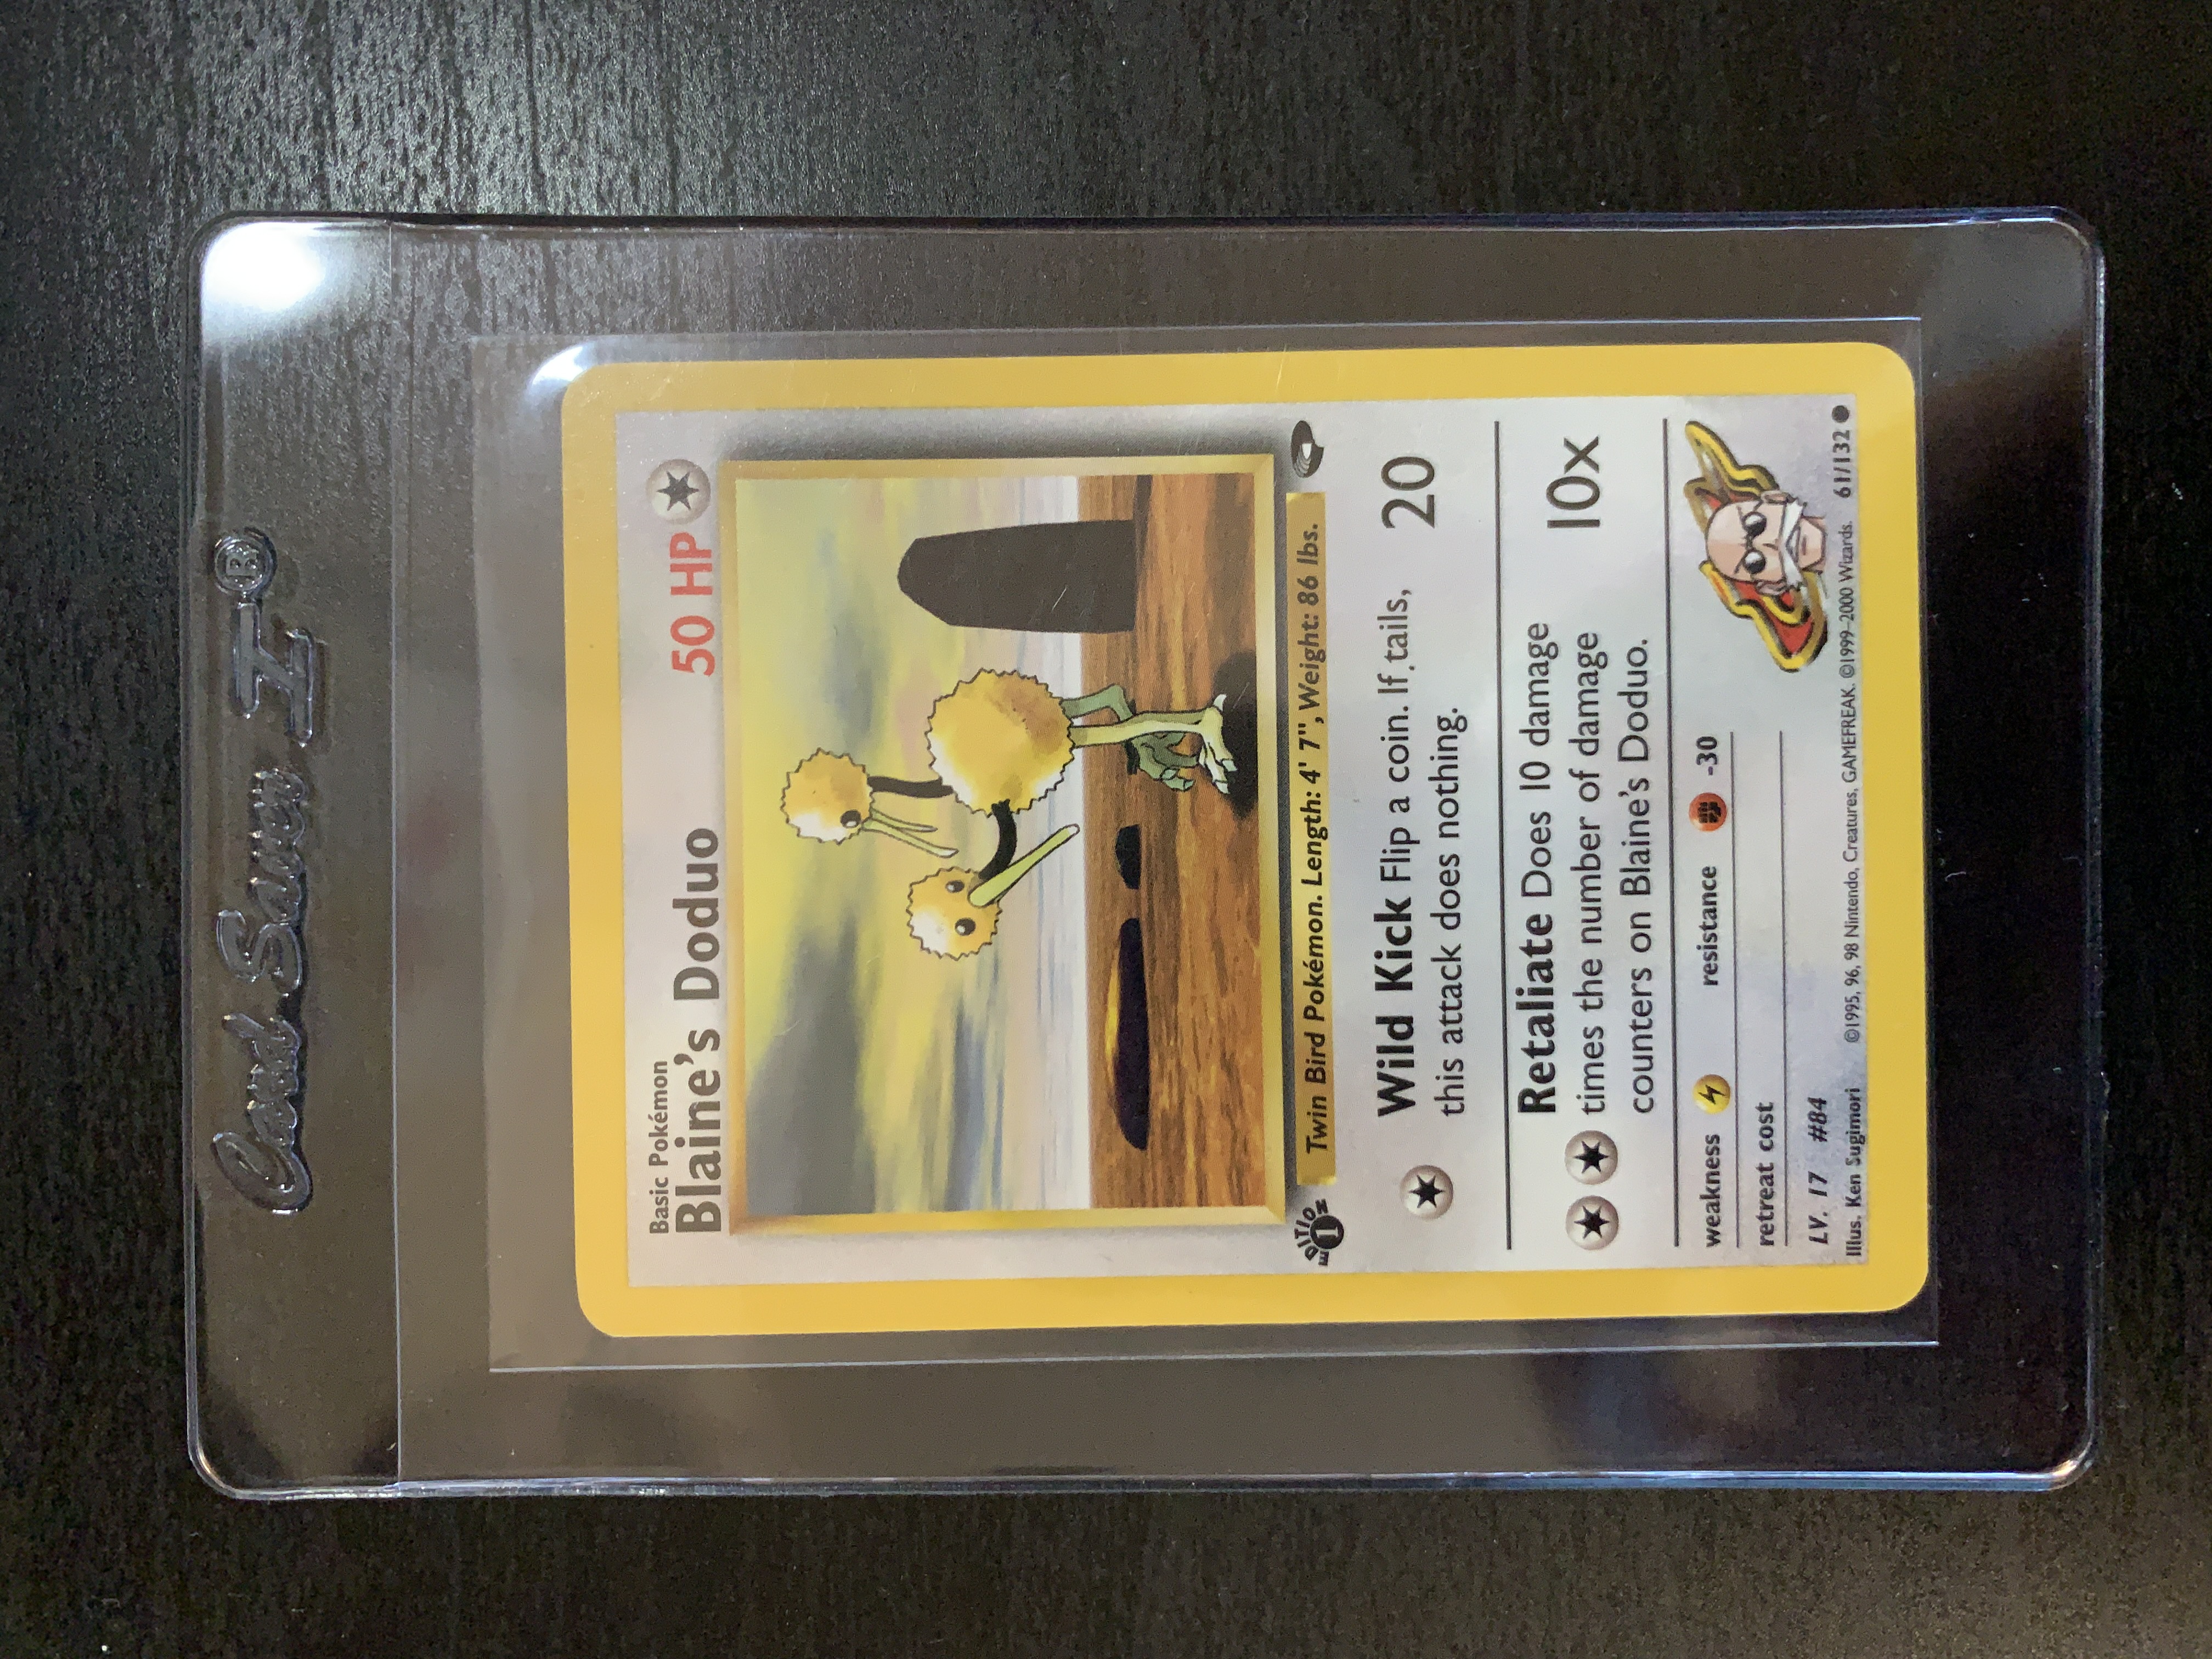 Card Saver I®
Basic Pokémon
Blaine's Doduo 50 HP
EDITION 1
Twin Bird Pokémon. Length: 4' 7", Weight: 86 lbs.
Wild Kick Flip a coin. If tails, 20
this attack does nothing.
Retaliate Does 10 damage
times the number of damage 10x
counters on Blaine's Doduo.
weakness resistance -30
retreat cost
LV. 17 #84
Illus. Ken Sugimori ©1995, 96, 98 Nintendo, Creatures, GAMEFREAK. ©1999-2000 Wizards. 61/132